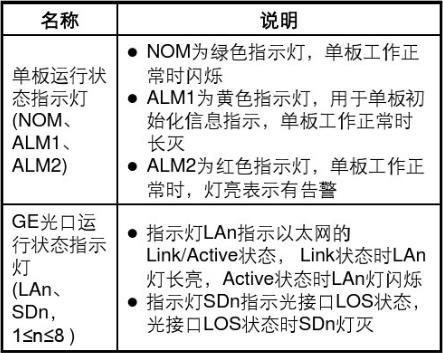 名称
说明
单板运行状
态指示灯
(NOM、
ALM1、
ALM2)
● NOM为绿色指示灯，单板工作正
常时闪烁
● ALM1为黄色指示灯，用于单板初
始化信息指示，单板工作正常时
长灭
● ALM2为红色指示灯，单板工作正
常时，灯亮表示有告警
GE光口运
行状态指示
灯
(LAn、
SDn，
1≤n≤8 )
● 指示灯LAn指示以太网的
Link/Active状态， Link状态时LAn
灯长亮，Active状态时LAn灯闪烁
● 指示灯SDn指示光接口LOS状态，
光接口LOS状态时SDn灯灭